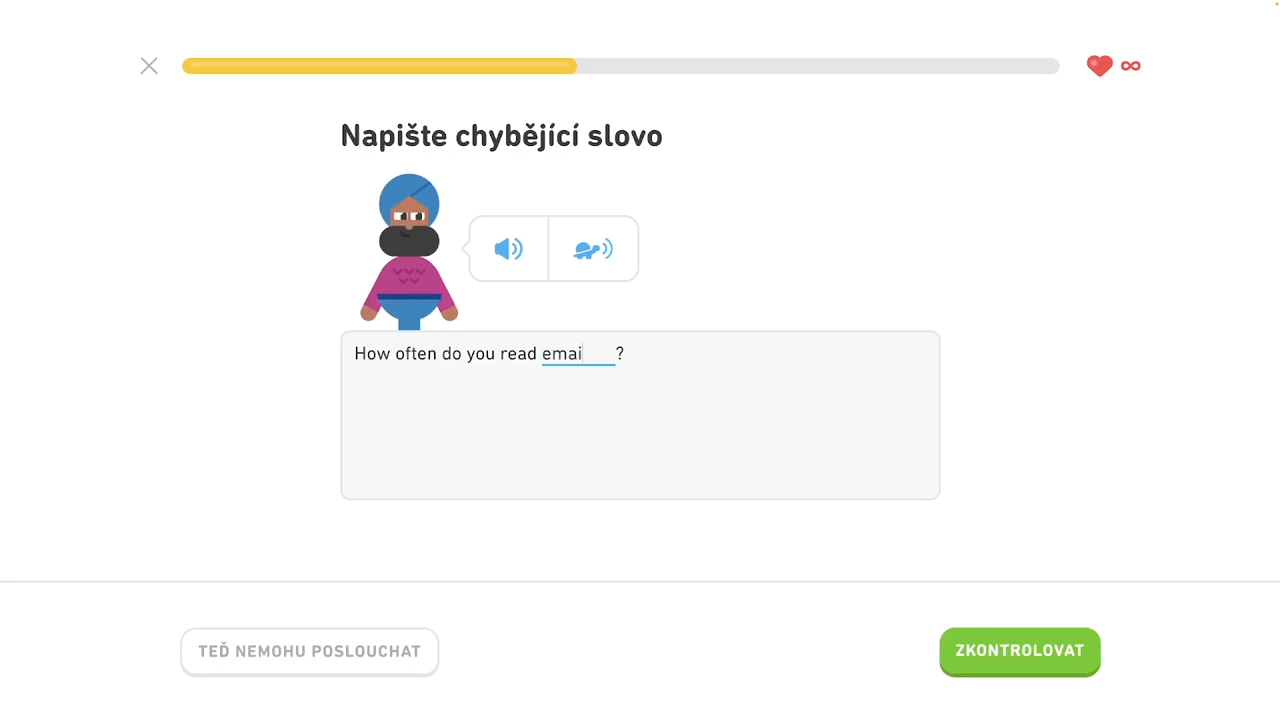 ∞
Napište chybějící slovo
How often do you read emai?
TEĎ NEMOHU POSLOUCHAT
ZKONTROLOVAT